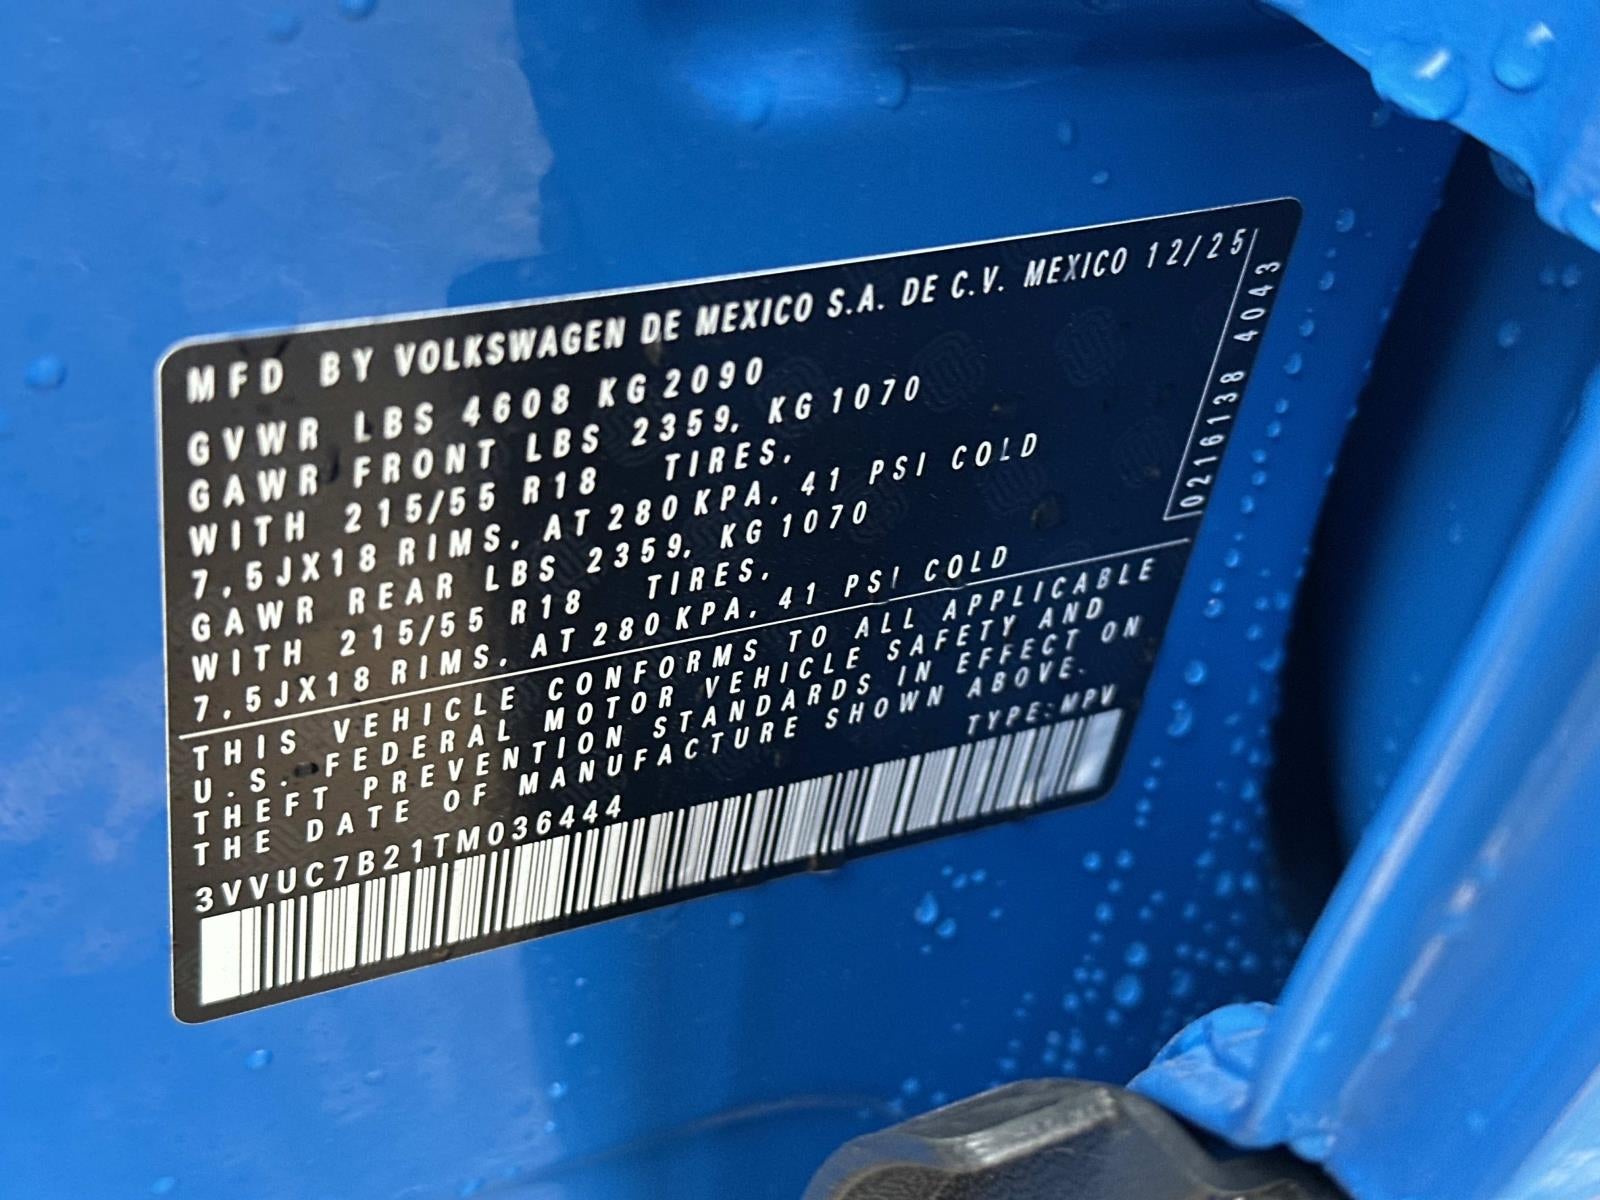 MFD BY VOLKSWAGEN DE MEXICO S.A. DE C.V. MEXICO 12/25
GVWR LBS 4608 KG 2090
GAWR FRONT LBS 2359, KG 1070
WITH 215/55 R18 TIRES,
7,5JX18 RIMS, AT 280 KPA, 41 PSI COLD
GAWR REAR LBS 2359, KG 1070
WITH 215/55 R18 TIRES,
7,5JX18 RIMS, AT 280 KPA, 41 PSI COLD
THIS VEHICLE CONFORMS TO ALL APPLICABLE
U.S. FEDERAL MOTOR VEHICLE SAFETY AND
THEFT PREVENTION STANDARDS IN EFFECT ON
THE DATE OF MANUFACTURE SHOWN ABOVE.
3VVUC7B21TM036444 TYPE:MPV
0216138 4043